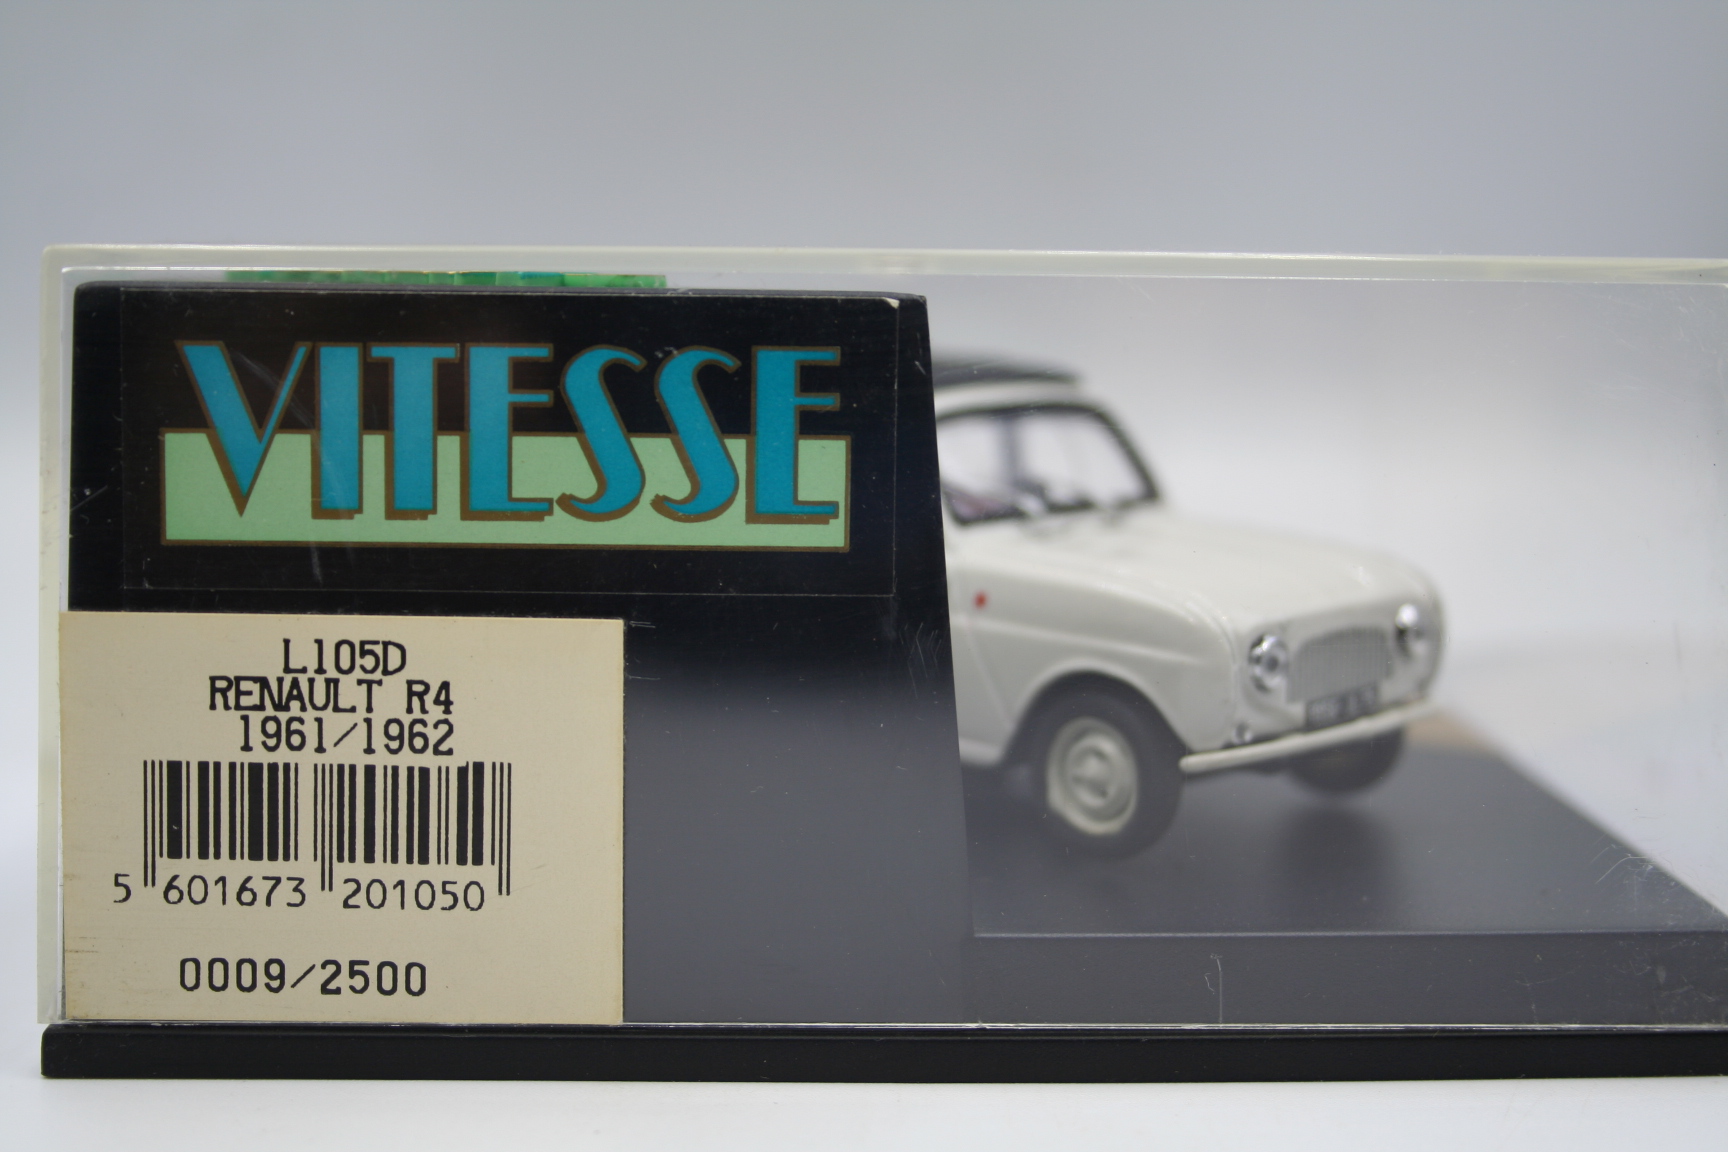 VITESSE
L105D
RENAULT R4
1961/1962
5 601673 201050
0009/2500